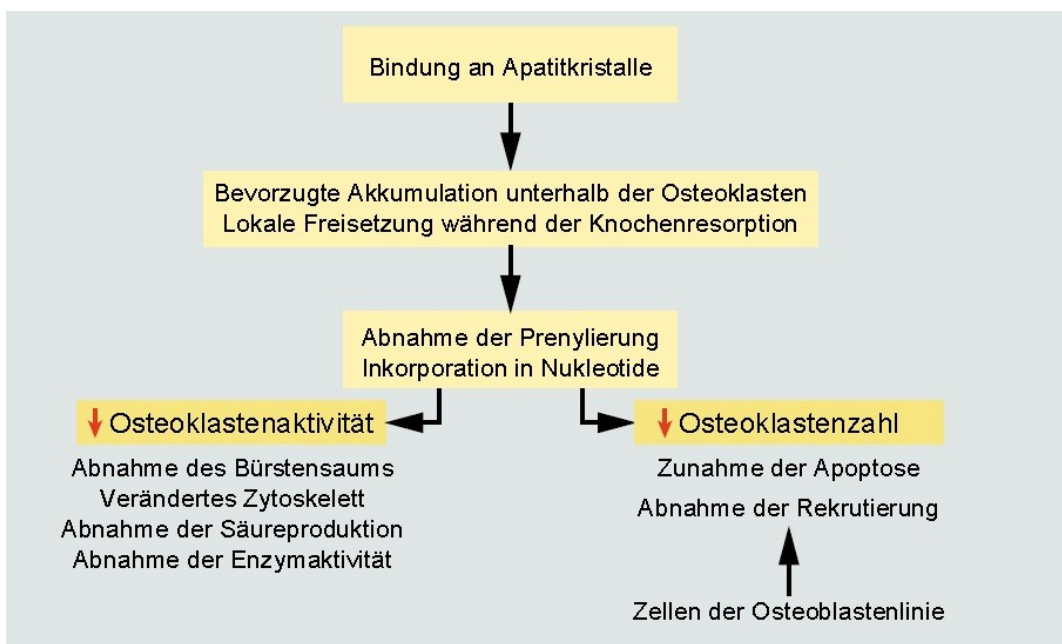 Bindung an Apatitkristalle
Bevorzugte Akkumulation unterhalb der Osteoklasten
Lokale Freisetzung während der Knochenresorption
Abnahme der Prenylierung
Inkorporation in Nukleotide
Osteoklastenaktivität
Abnahme des Bürstensaums
Verändertes Zytoskelett
Abnahme der Säureproduktion
Abnahme der Enzymaktivität
Osteoklastenzahl
Zunahme der Apoptose
Abnahme der Rekrutierung
Zellen der Osteoblastenlinie